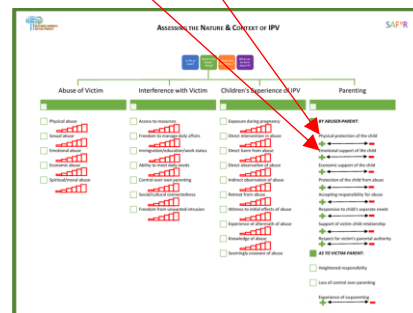 ASSESSING THE NATURE & CONTEXT OF IPV
SAFeR
Abuse of Victim
Physical abuse
Sexual abuse
Emotional abuse
Economic abuse
Spiritual/moral abuse
Interference with Victim
Access to resources
Freedom to manage daily affairs
Immigration/education/work status
Ability to meet daily needs
Control over own parenting
Social/cultural connectedness
Freedom from unwanted intrusion
Children's Experience of IPV
Exposure during pregnancy
Direct intervention in abuse
Direct harm from abuse
Direct observation of abuse
Indirect observation of abuse
Retreat from abuse
Witness to initial effects of abuse
Experience of aftermath of abuse
Knowledge of abuse
Seemingly unaware of abuse
Parenting
BY ABUSER-PARENT:
Physical protection of the child
Emotional support of the child
Economic support of the child
Protection of the child from abuse
Accepting responsibility for abuse
Responsive to child's separate needs
Support of victim child relationship
Respect for victim's parental authority
AS TO VICTIM-PARENT:
Heightened responsibility
Loss of control over parenting
Experience of coparenting